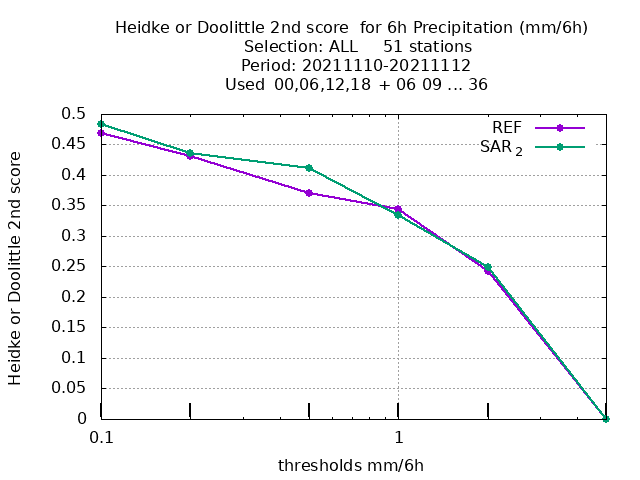 Heidke or Doolittle 2nd score  for 6h Precipitation (mm/6h)
Selection: ALL     51 stations
Period: 20211110-20211112
Used  00,06,12,18  + 06 09 ... 36
REF
SAR 2
0.5
0.45
0.4
0.35
0.3
0.25
0.2
0.15
0.1
0.05
0
Heidke or Doolittle 2nd score
0.1
1
thresholds mm/6h